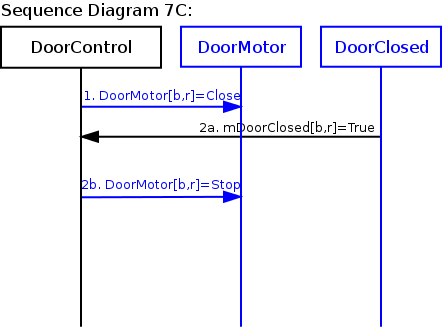 Sequence Diagram 7C:
DoorControl
DoorMotor
DoorClosed
1. DoorMotor[b,r]=Close
2a. mDoorClosed[b,r]=True
2b. DoorMotor[b,r]=Stop